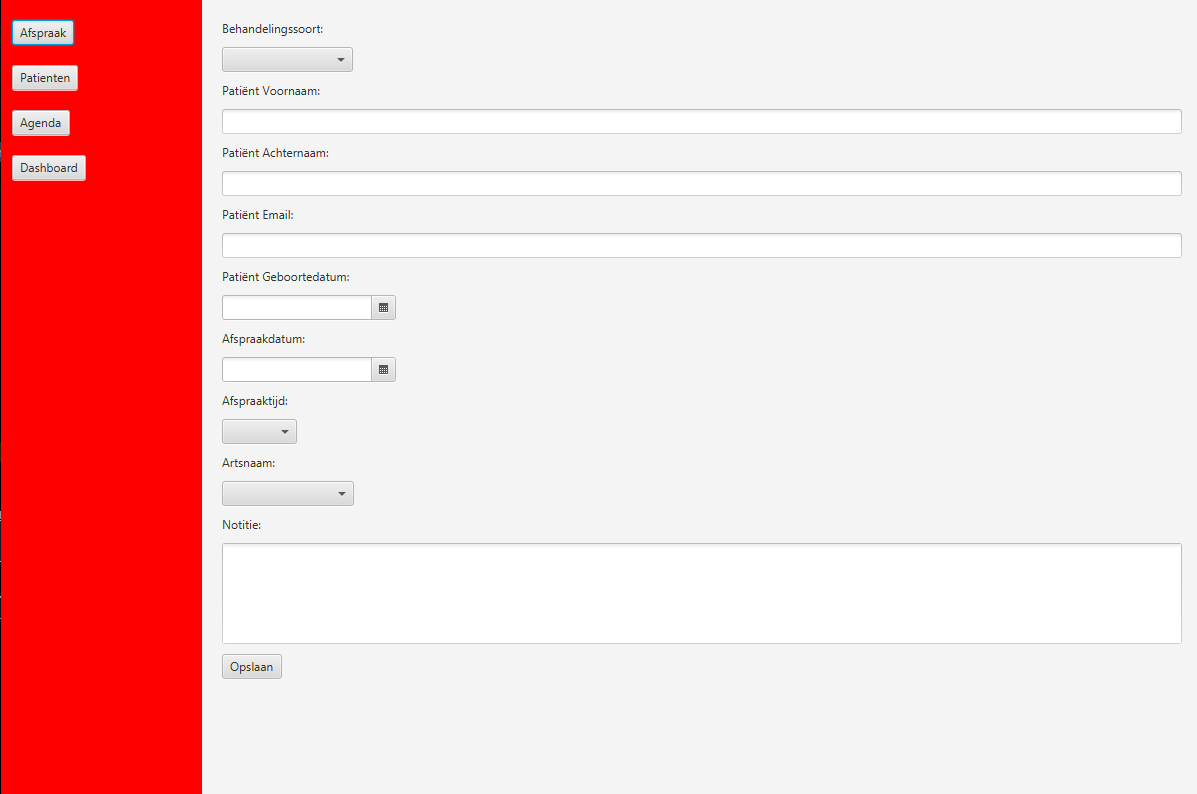 Afspraak
Patienten
Agenda
Dashboard
Behandelingssoort:
Patiënt Voornaam:
Patiënt Achternaam:
Patiënt Email:
Patiënt Geboortedatum:
Afspraakdatum:
Afspraaktijd:
Artsnaam:
Notitie:
Opslaan